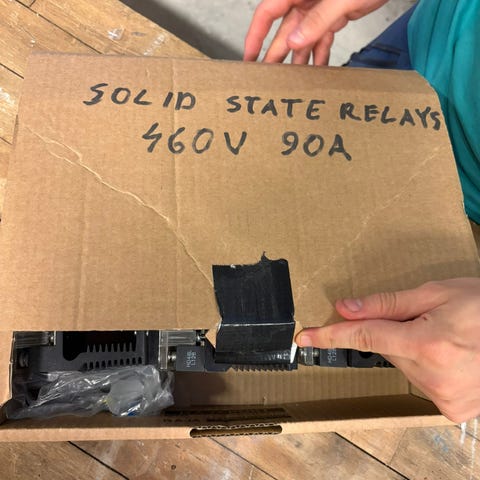 SOLID STATE RELAYS
460V 90A